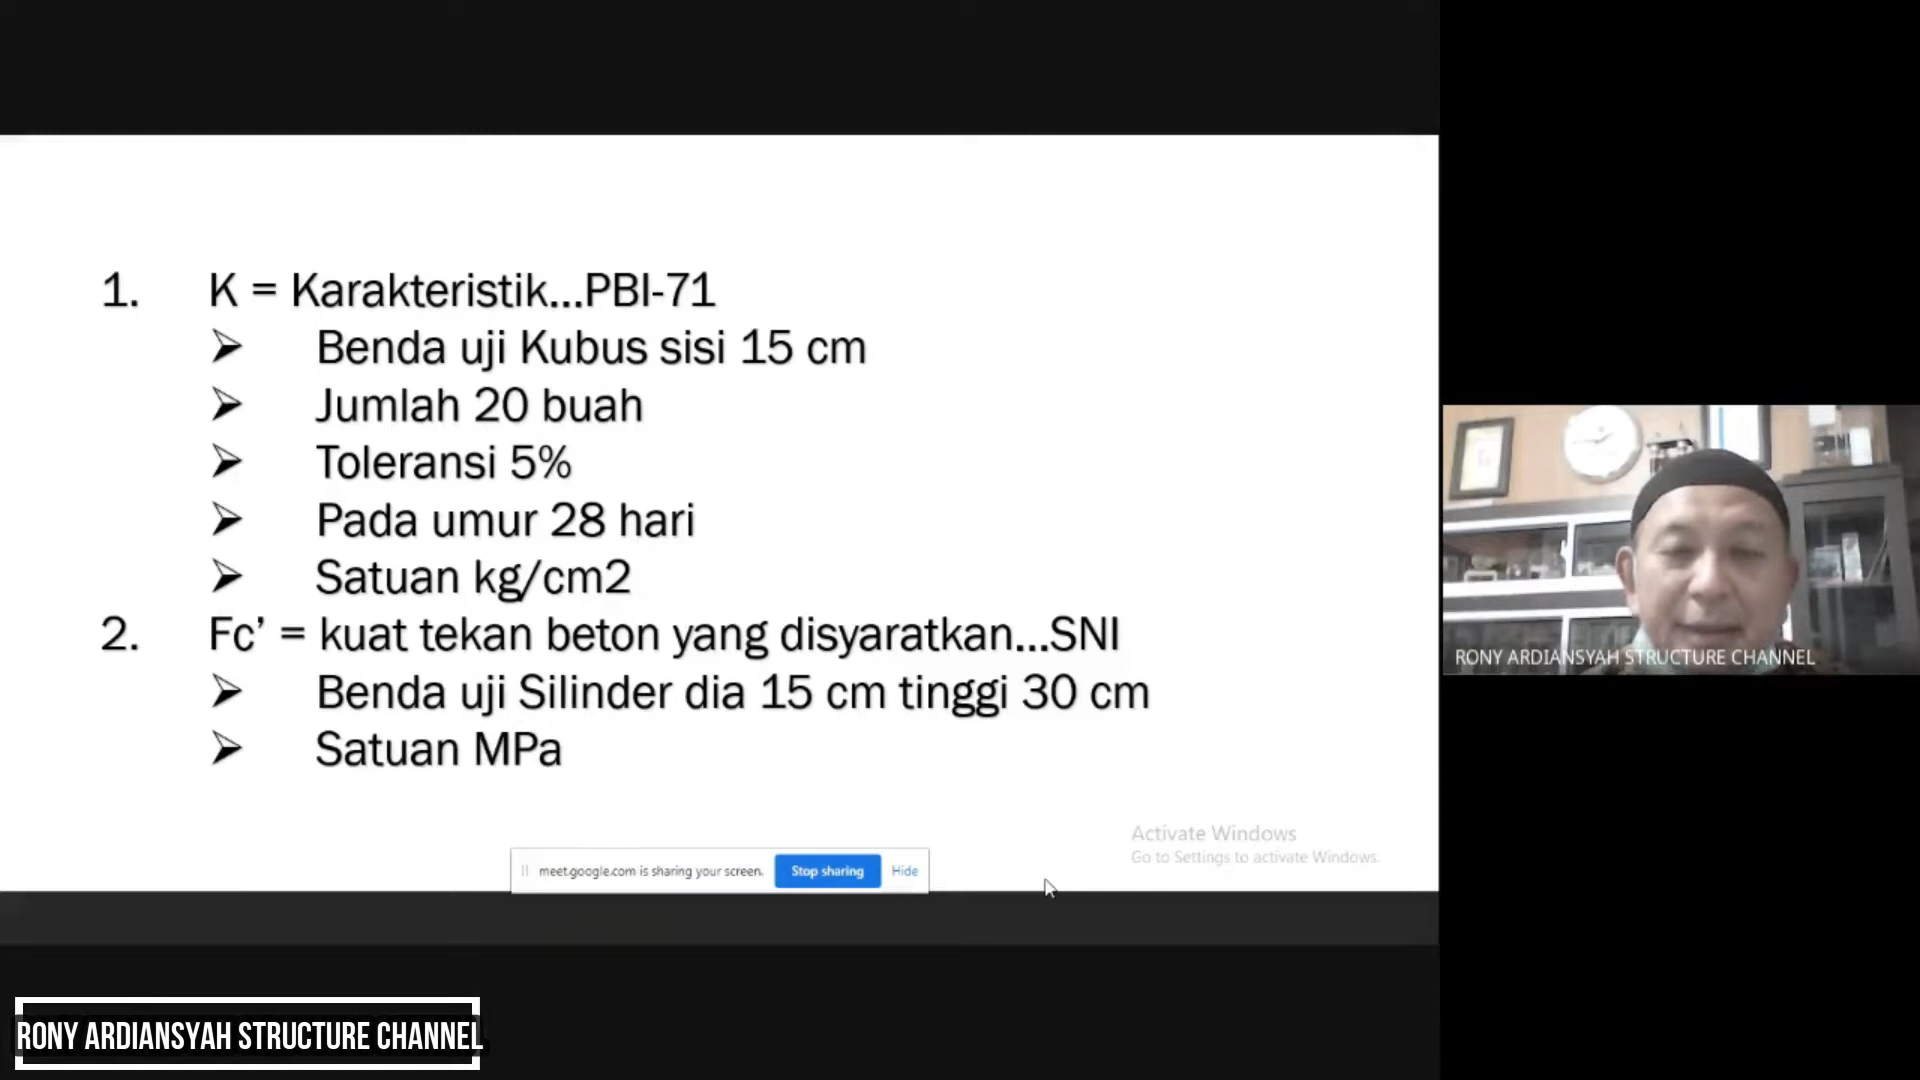 1. K = Karakteristik...PBI-71
➢ Benda uji Kubus sisi 15 cm
➢ Jumlah 20 buah
➢ Toleransi 5%
➢ Pada umur 28 hari
➢ Satuan kg/cm2
2. Fc’ = kuat tekan beton yang disyaratkan...SNI
➢ Benda uji Silinder dia 15 cm tinggi 30 cm
➢ Satuan MPa
Activate Windows
Go to Settings to activate Windows.
meet.google.com is sharing your screen. Stop sharing Hide
RONY ARDIANSYAH STRUCTURE CHANNEL
RONY ARDIANSYAH STRUCTURE CHANNEL